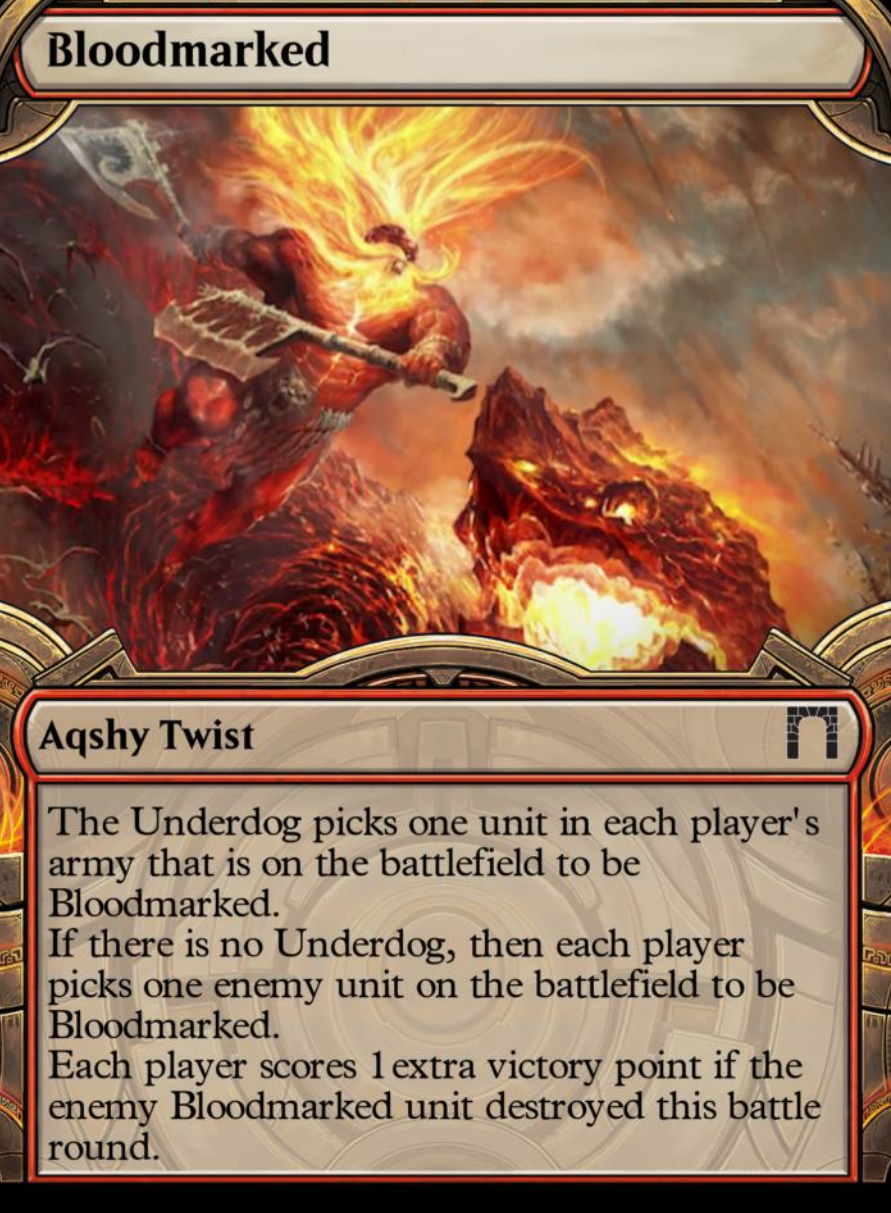 Bloodmarked
Aqshy Twist
The Underdog picks one unit in each player's
army that is on the battlefield to be
Bloodmarked.
If there is no Underdog, then each player
picks one enemy unit on the battlefield to be
Bloodmarked.
Each player scores 1 extra victory point if the
enemy Bloodmarked unit destroyed this battle
round.